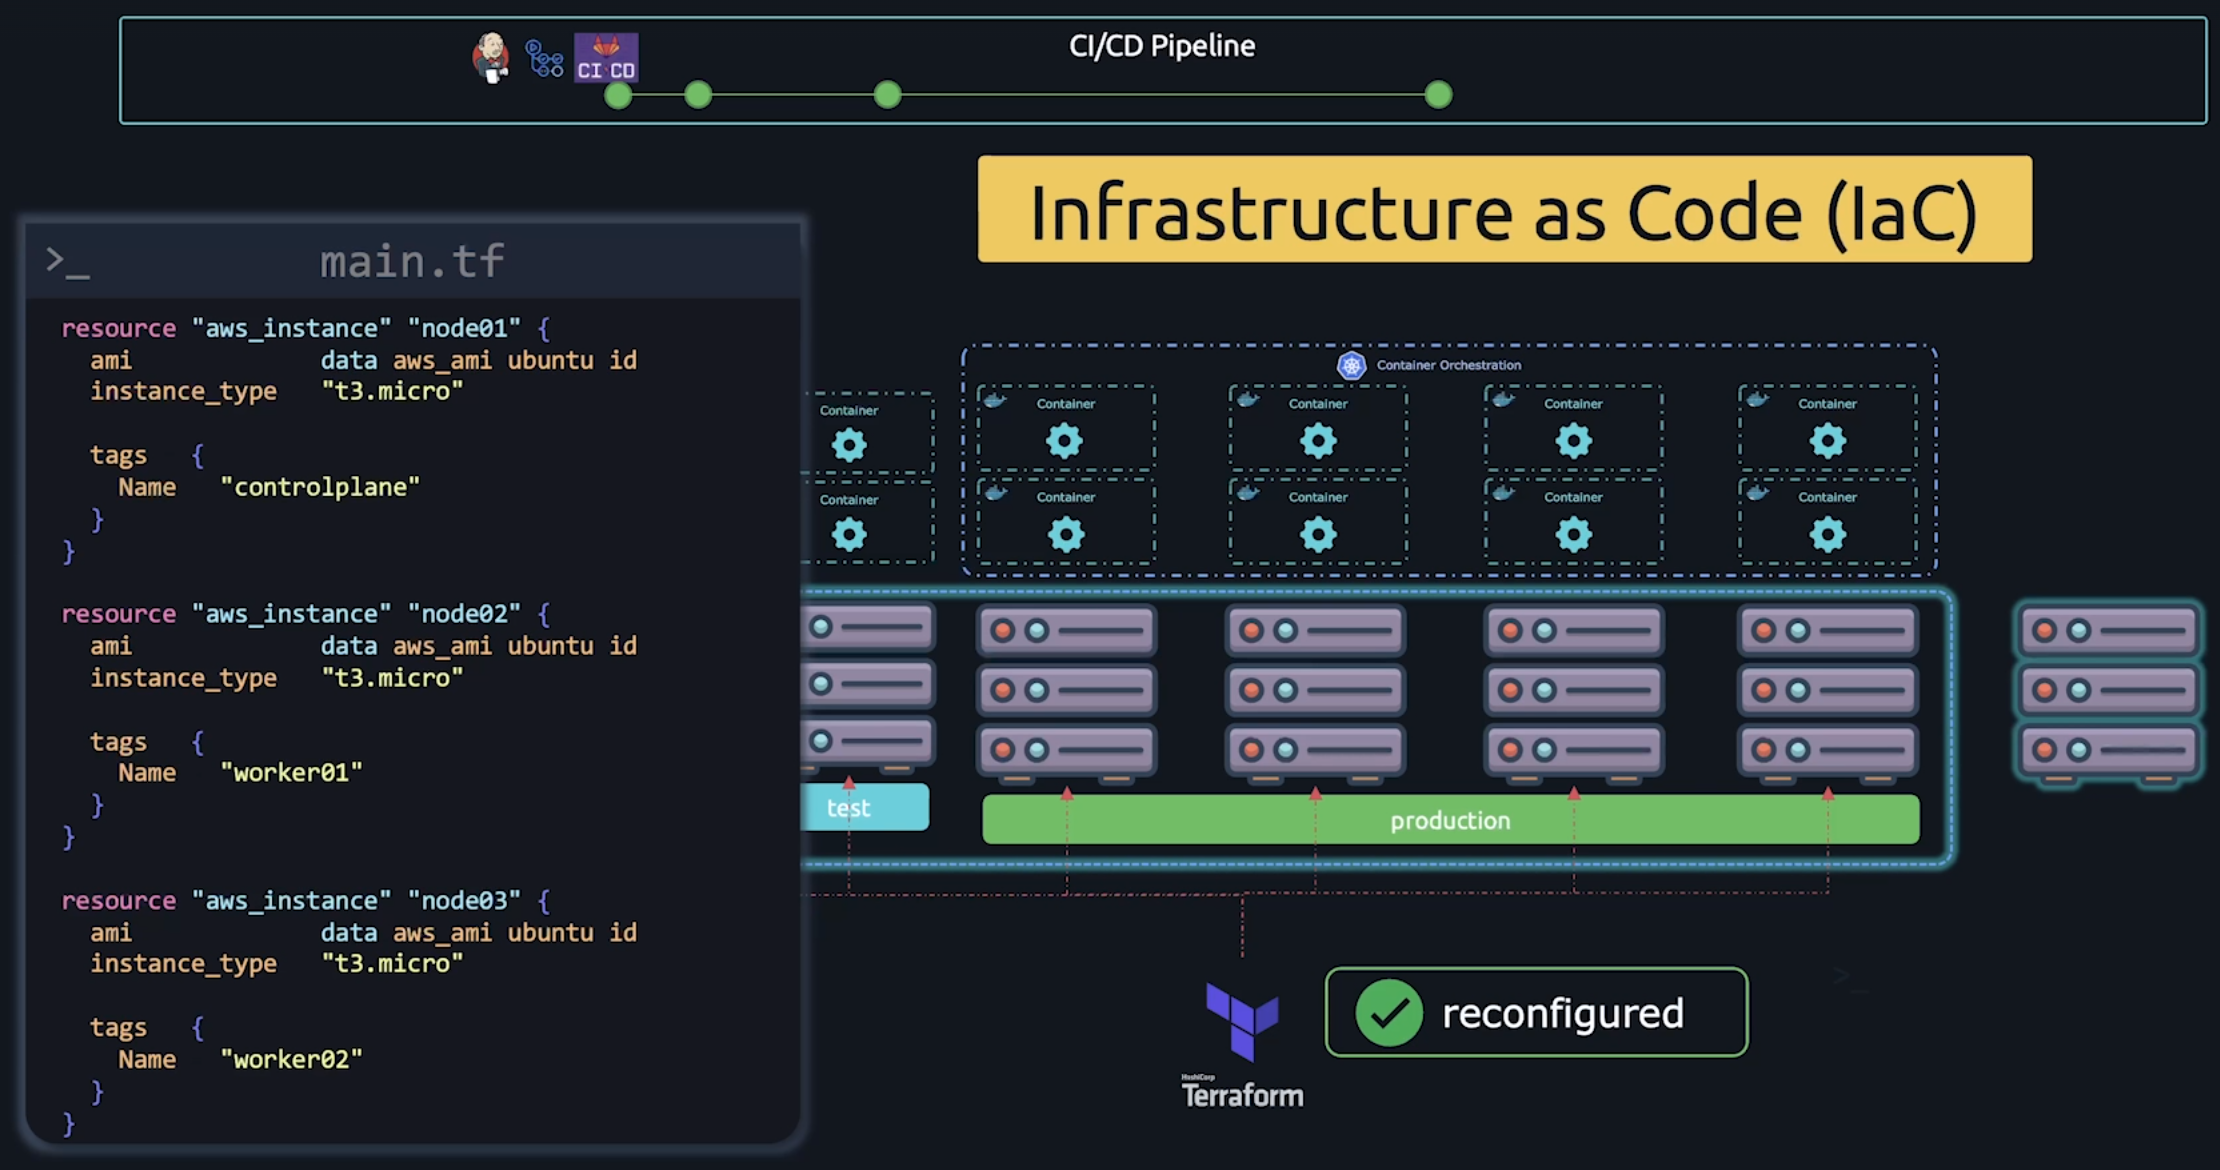 CI/CD Pipeline
CI CD
Infrastructure as Code (IaC)
>_ main.tf
resource "aws_instance" "node01" {
ami data aws_ami ubuntu id
instance_type "t3.micro"
tags {
Name "controlplane"
}
}
resource "aws_instance" "node02" {
ami data aws_ami ubuntu id
instance_type "t3.micro"
tags {
Name "worker01"
}
}
resource "aws_instance" "node03" {
ami data aws_ami ubuntu id
instance_type "t3.micro"
tags {
Name "worker02"
}
}
Container Orchestration
Container
Container Container Container Container
Container
Container Container Container Container
test
production
reconfigured
HashiCorp
Terraform
>_